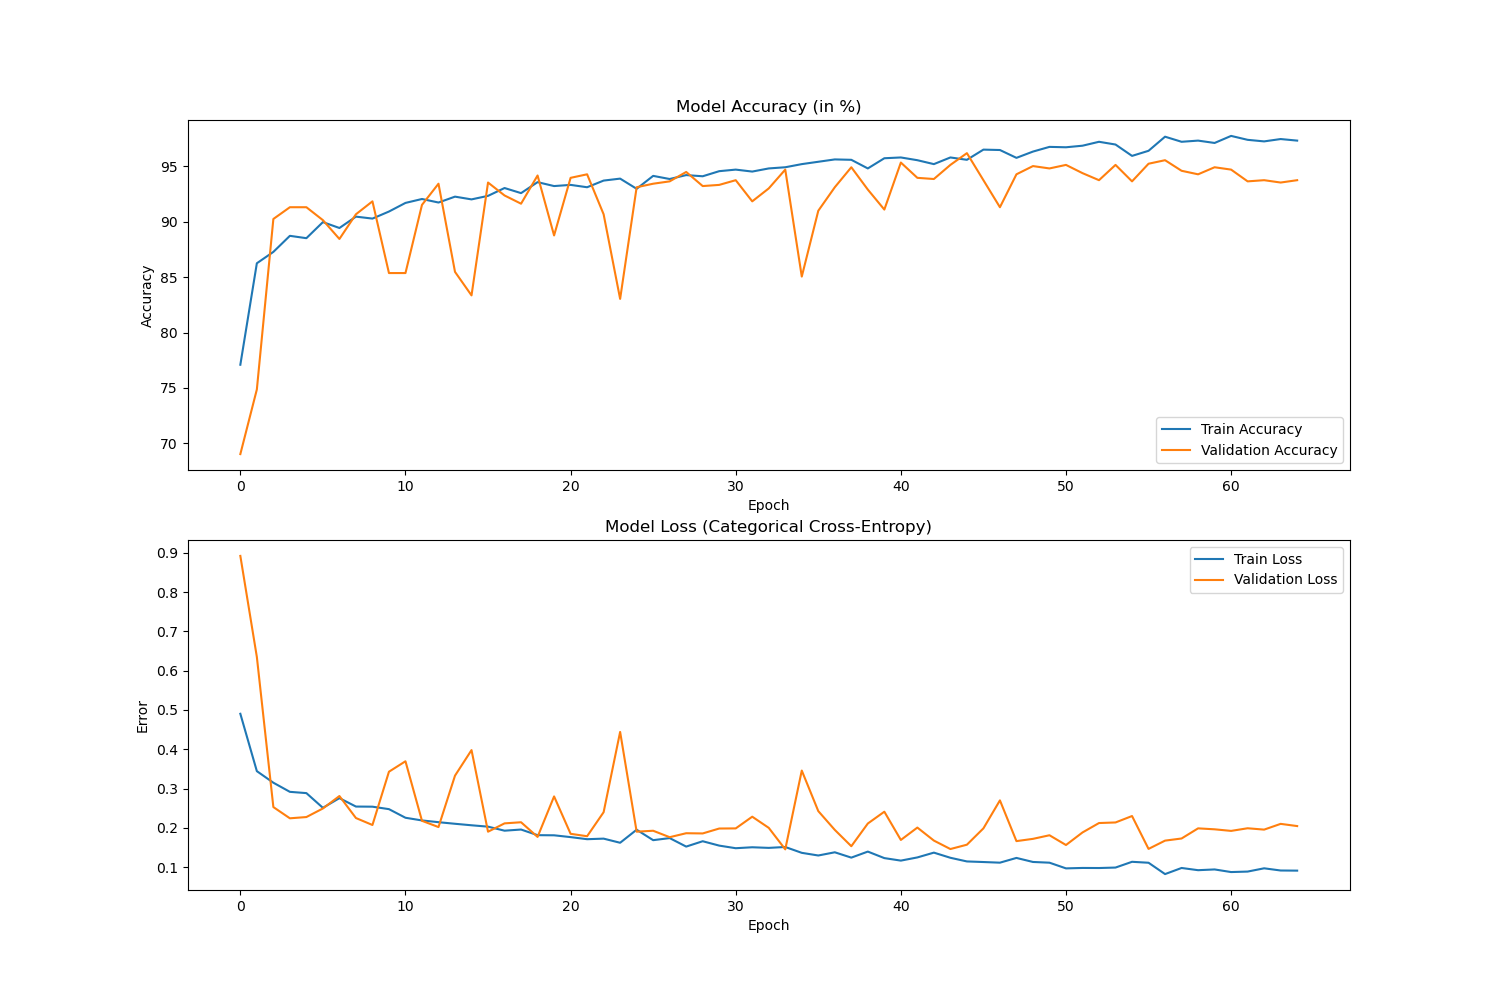 Model Accuracy (in %)
95
90
85
80
75
70
Accuracy
Train Accuracy
Validation Accuracy
0 10 20 30 40 50 60
Epoch
Model Loss (Categorical Cross-Entropy)
0.9
0.8
0.7
0.6
0.5
0.4
0.3
0.2
0.1
Error
Train Loss
Validation Loss
0 10 20 30 40 50 60
Epoch